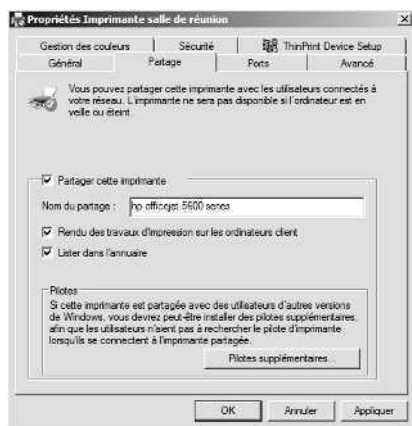 Propriétés Imprimante salle de réunion
Gestion des couleurs Sécurité ThinPrint Device Setup
Général Partage Ports Avancé
Vous pouvez partager cette imprimante avec les utilisateurs connectés à
votre réseau. L'imprimante ne sera pas disponible si l'ordinateur est en
veille ou éteint.
Partager cette imprimante
Nom du partage : hp officejet 5600 series
Rendu des travaux d'impression sur les ordinateurs client
Lister dans l'annuaire
Pilotes
Si cette imprimante est partagée avec des utilisateurs d'autres versions
de Windows, vous devrez peut-être installer des pilotes supplémentaires,
afin que les utilisateurs n'aient pas à rechercher le pilote d'imprimante
lorsqu'ils se connectent à l'imprimante partagée.
Pilotes supplémentaires...
OK Annuler Appliquer